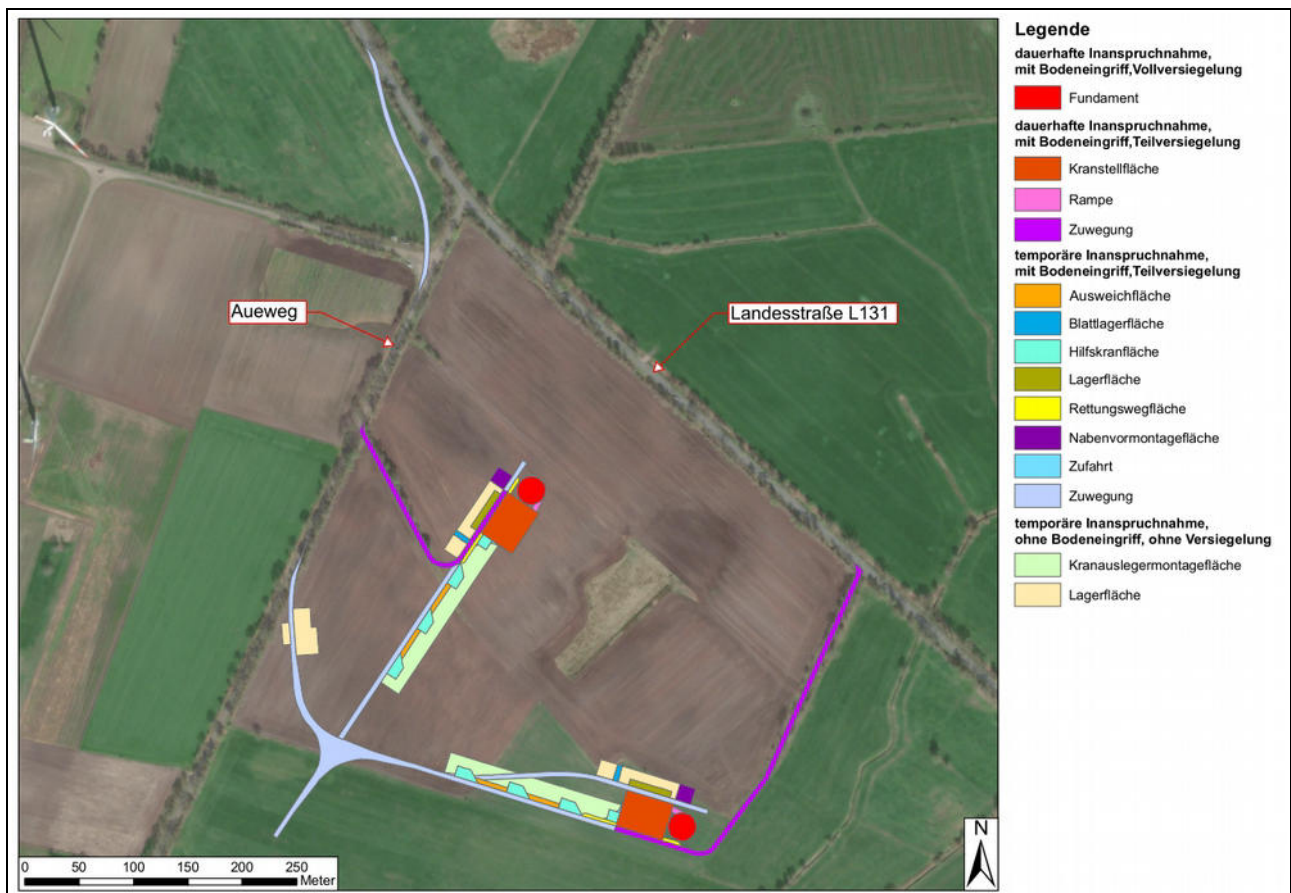 Aueweg
Landesstraße L131
N
0 50 100 150 200 250
Meter
Legende
dauerhafte Inanspruchnahme,
mit Bodeneingriff,Vollversiegelung
Fundament
dauerhafte Inanspruchnahme,
mit Bodeneingriff,Teilversiegelung
Kranstellfläche
Rampe
Zuwegung
temporäre Inanspruchnahme,
mit Bodeneingriff,Teilversiegelung
Ausweichfläche
Blattlagerfläche
Hilfskranfläche
Lagerfläche
Rettungswegfläche
Nabenvormontagefläche
Zufahrt
Zuwegung
temporäre Inanspruchnahme,
ohne Bodeneingriff, ohne Versiegelung
Kranauslegermontagefläche
Lagerfläche